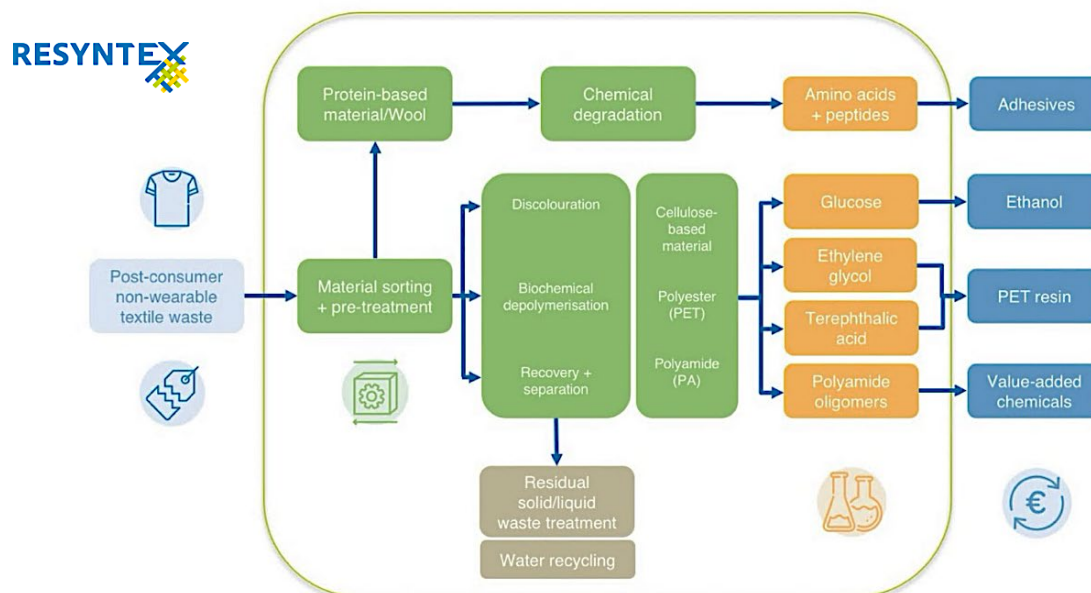 RESYNTEX
Protein-based
material/Wool
Chemical
degradation
Amino acids
+ peptides
Adhesives
Post-consumer
non-wearable
textile waste
Material sorting
+ pre-treatment
Discolouration
Biochemical
depolymerisation
Recovery +
separation
Cellulose-
based
material
Polyester
(PET)
Polyamide
(PA)
Glucose
Ethanol
Ethylene
glycol
Terephthalic
acid
PET resin
Polyamide
oligomers
Value-added
chemicals
Residual
solid/liquid
waste treatment
Water recycling
€